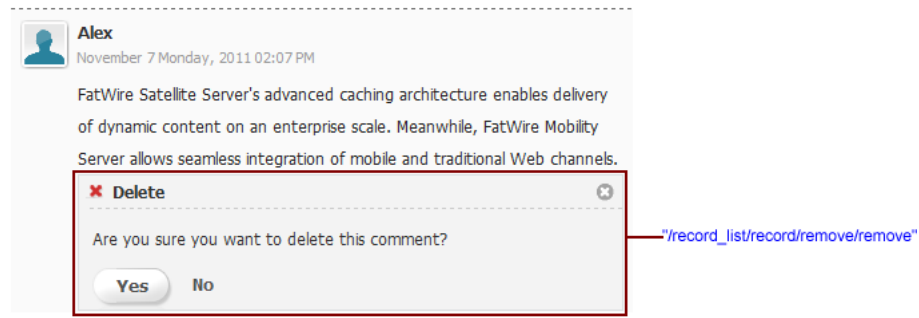 Alex
November 7 Monday, 2011 02:07 PM
FatWire Satellite Server's advanced caching architecture enables delivery
of dynamic content on an enterprise scale. Meanwhile, FatWire Mobility
Server allows seamless integration of mobile and traditional Web channels.
Delete
Are you sure you want to delete this comment?
"/record_list/record/remove/remove"
Yes No